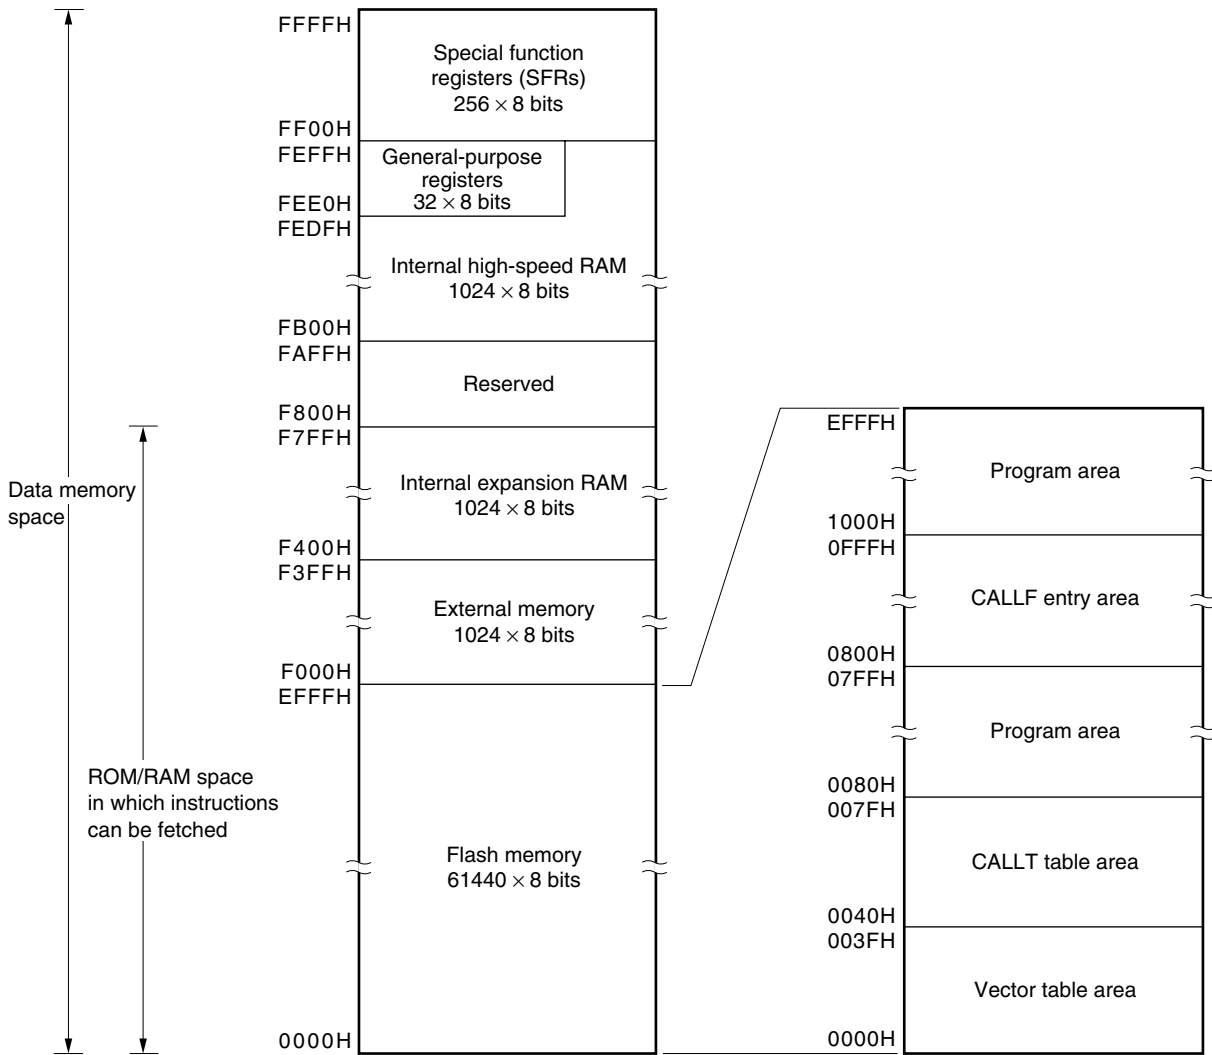 FFFFH
Special function
registers (SFRs)
256 × 8 bits
FF00H
FEFFH
General-purpose
registers
32 × 8 bits
FEE0H
FEDFH
Internal high-speed RAM
1024 × 8 bits
FB00H
FAFFH
Reserved
F800H
F7FFH
Data memory
space
Internal expansion RAM
1024 × 8 bits
F400H
F3FFH
External memory
1024 × 8 bits
F000H
EFFFH
ROM/RAM space
in which instructions
can be fetched
Flash memory
61440 × 8 bits
0000H
EFFFH
Program area
1000H
0FFFH
CALLF entry area
0800H
07FFH
Program area
0080H
007FH
CALLT table area
0040H
003FH
Vector table area
0000H